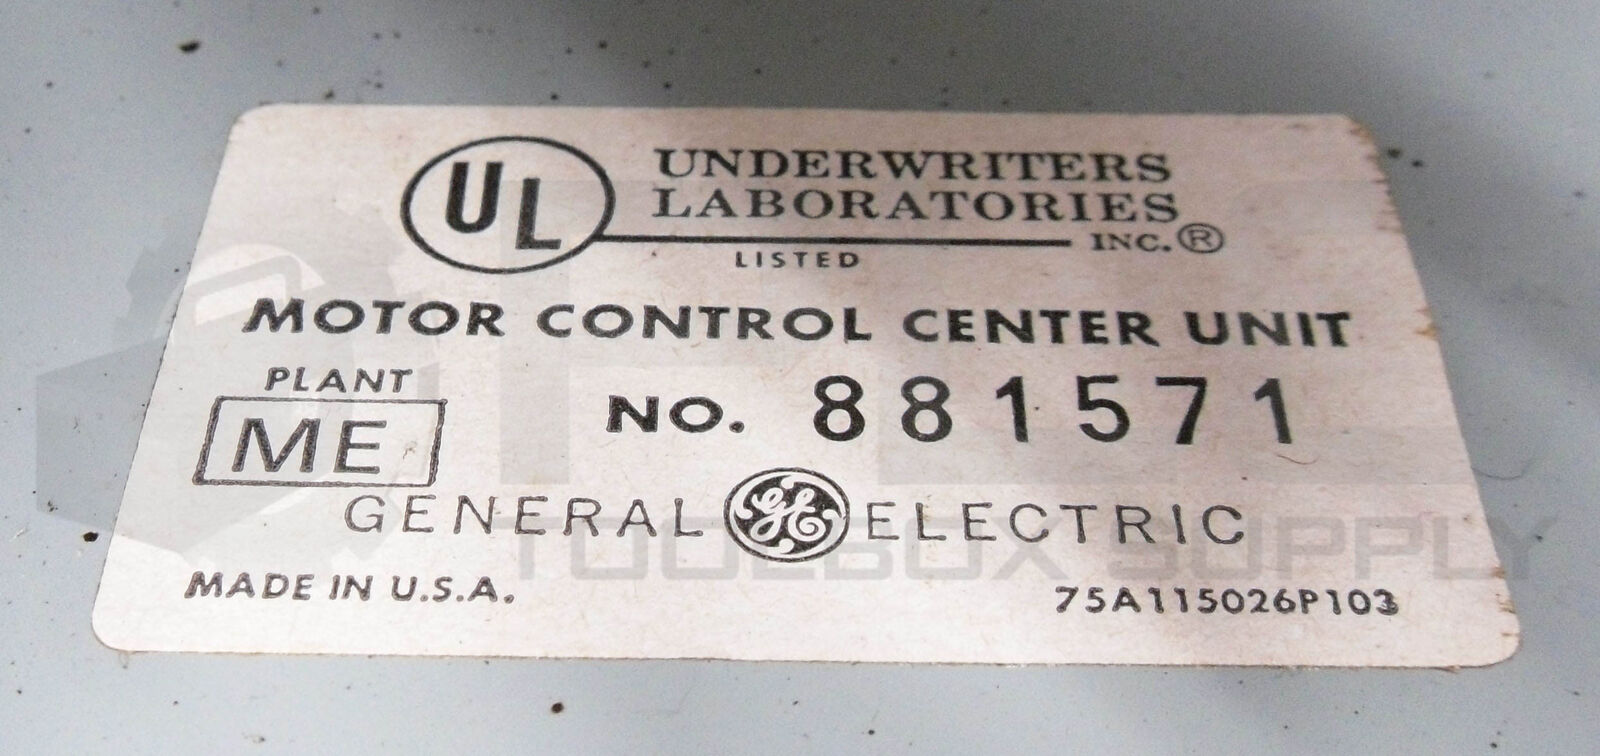 UL
UNDERWRITERS
LABORATORIES
INC.®
LISTED
MOTOR CONTROL CENTER UNIT
PLANT
ME
NO. 881571
GENERAL GE ELECTRIC
MADE IN U.S.A.
75A115026P103
TOOLBOX SUPPLY